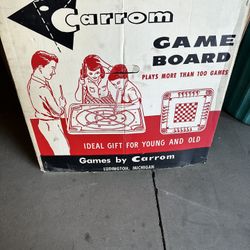 Carrom
GAME
BOARD
PLAYS MORE THAN 100 GAMES
IDEAL GIFT FOR YOUNG AND OLD
Games by Carrom
LUDINGTON, MICHIGAN